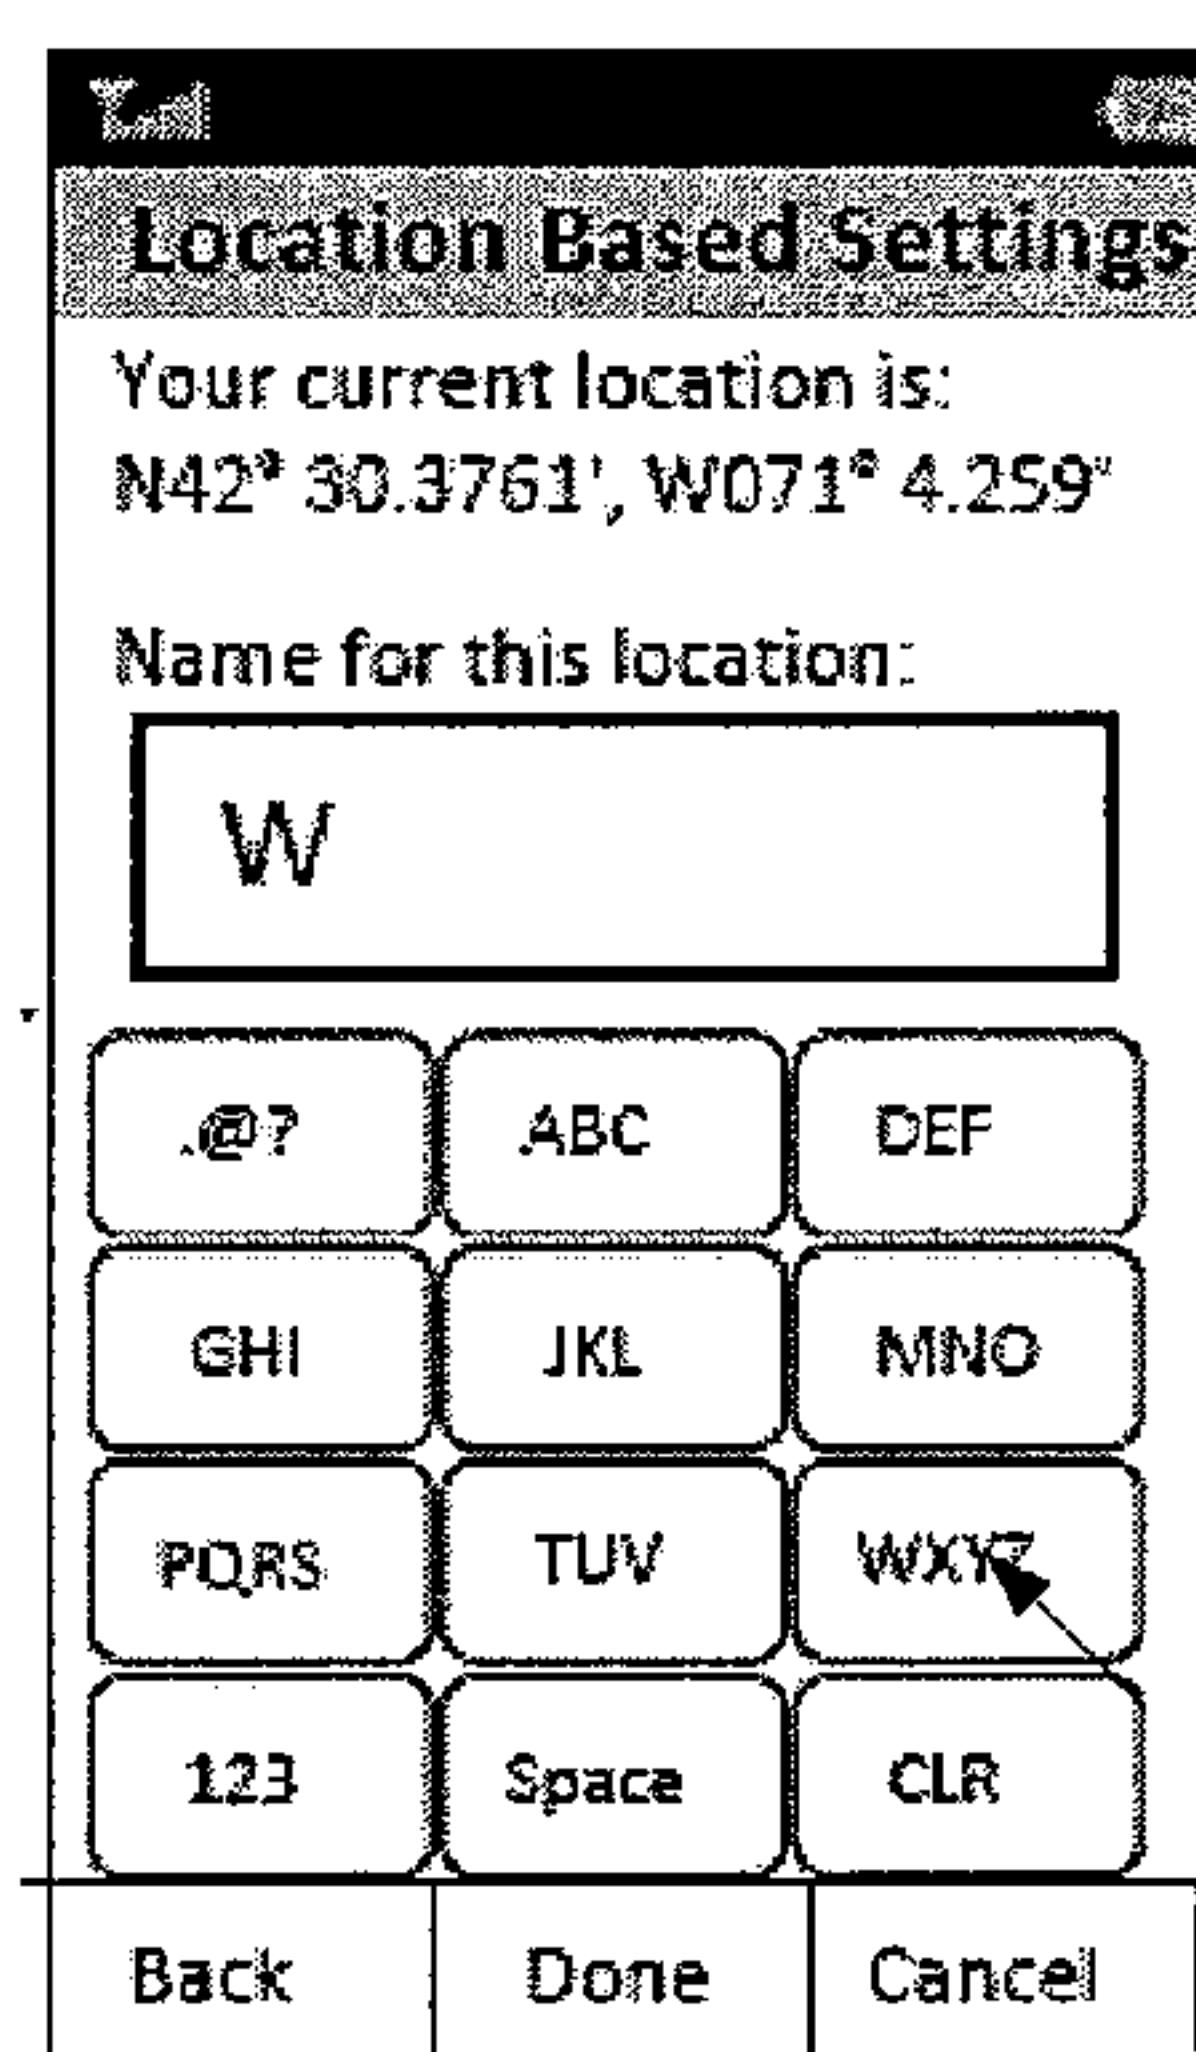 Location Based Settings
Your current location is:
N42° 30.3761', W071° 4.259"
Name for this location:
W
.@? ABC DEF
GHI JKL MNO
PQRS TUV WXYZ
123 Space CLR
Back Done Cancel